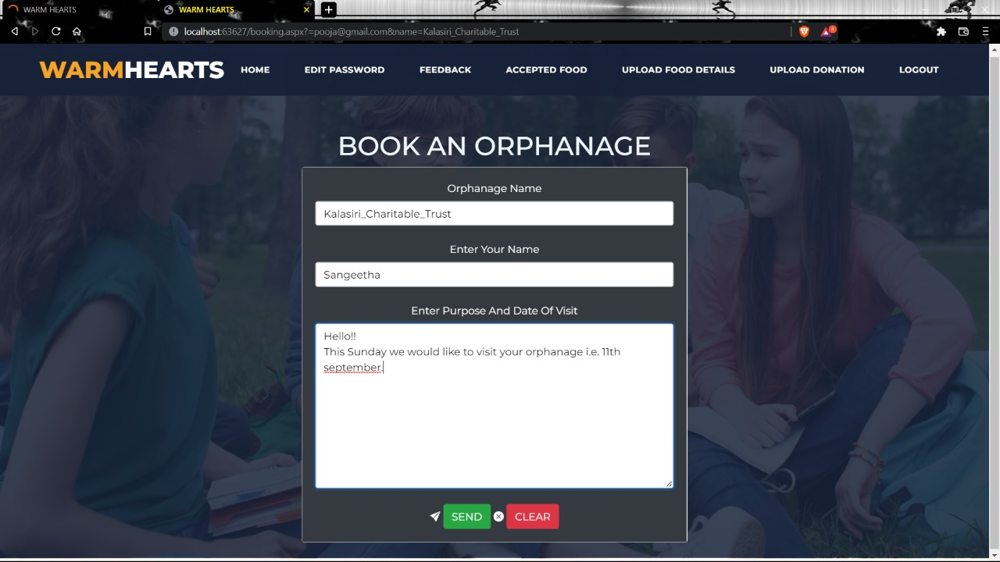 WARM HEARTS
WARM HEARTS
localhost:63627/booking.aspx?=pooja@gmail.com&name=Kalasiri_Charitable_Trust
4
WARMHEARTS HOME EDIT PASSWORD FEEDBACK ACCEPTED FOOD UPLOAD FOOD DETAILS UPLOAD DONATION LOGOUT
BOOK AN ORPHANAGE
Orphanage Name
Kalasiri_Charitable_Trust
Enter Your Name
Sangeetha
Enter Purpose And Date Of Visit
Hello!!
This Sunday we would like to visit your orphanage i.e. 11th
september.
SEND CLEAR